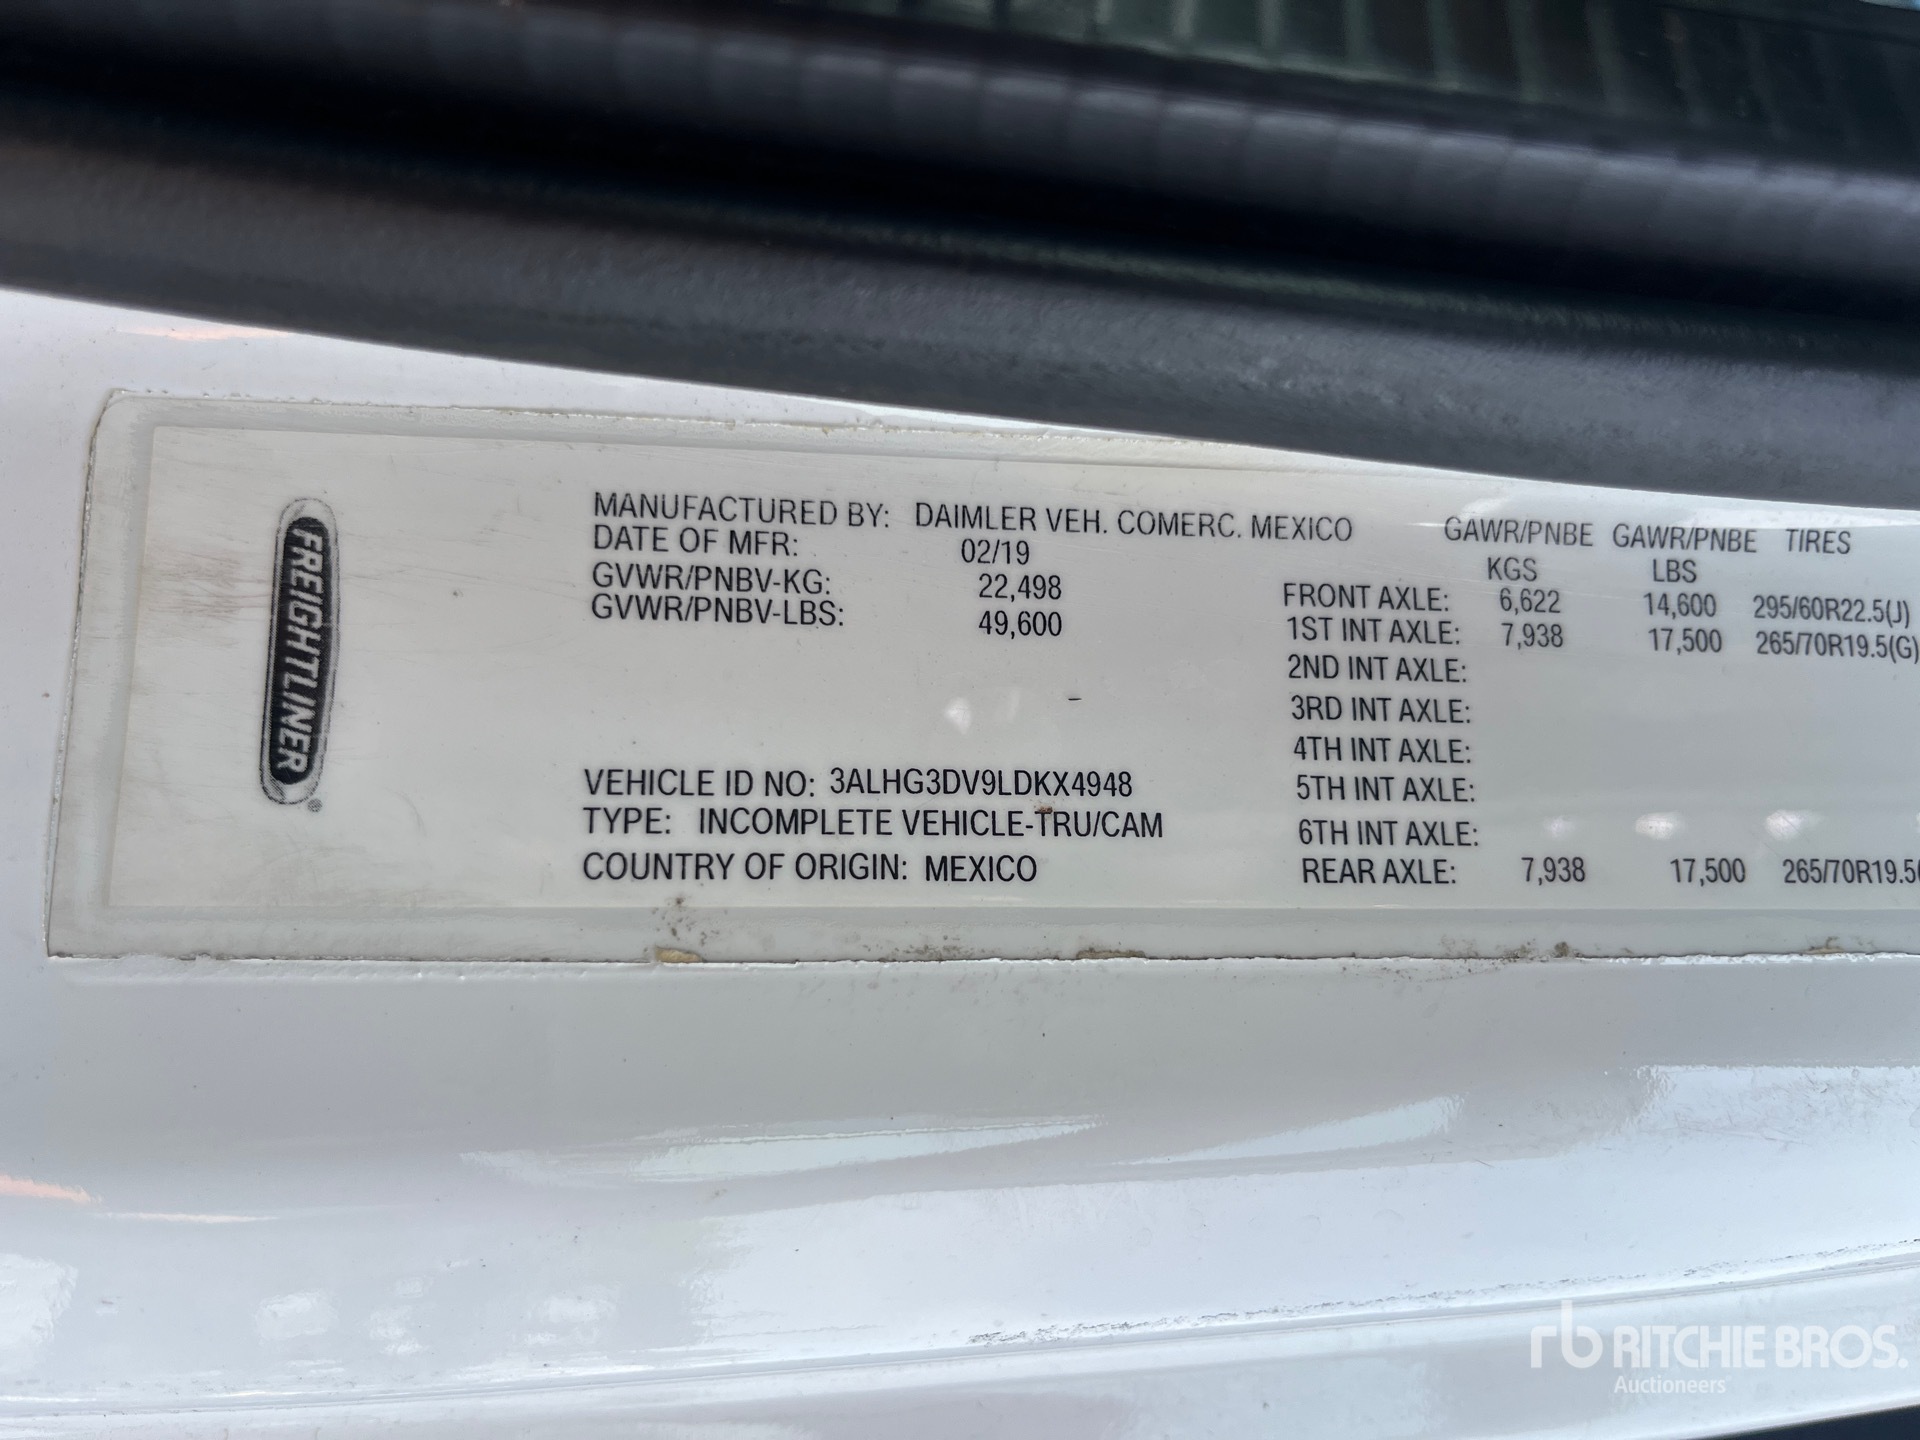 FREIGHTLINER®
MANUFACTURED BY: DAIMLER VEH. COMERC. MEXICO
DATE OF MFR: 02/19
GVWR/PNBV-KG: 22,498
GVWR/PNBV-LBS: 49,600
VEHICLE ID NO: 3ALHG3DV9LDKX4948
TYPE: INCOMPLETE VEHICLE-TRU/CAM
COUNTRY OF ORIGIN: MEXICO
GAWR/PNBE GAWR/PNBE TIRES
KGS LBS
FRONT AXLE: 6,622 14,600 295/60R22.5(J)
1ST INT AXLE: 7,938 17,500 265/70R19.5(G)
2ND INT AXLE:
3RD INT AXLE:
4TH INT AXLE:
5TH INT AXLE:
6TH INT AXLE:
REAR AXLE: 7,938 17,500 265/70R19.5(
rb RITCHIE BROS.
Auctioneers